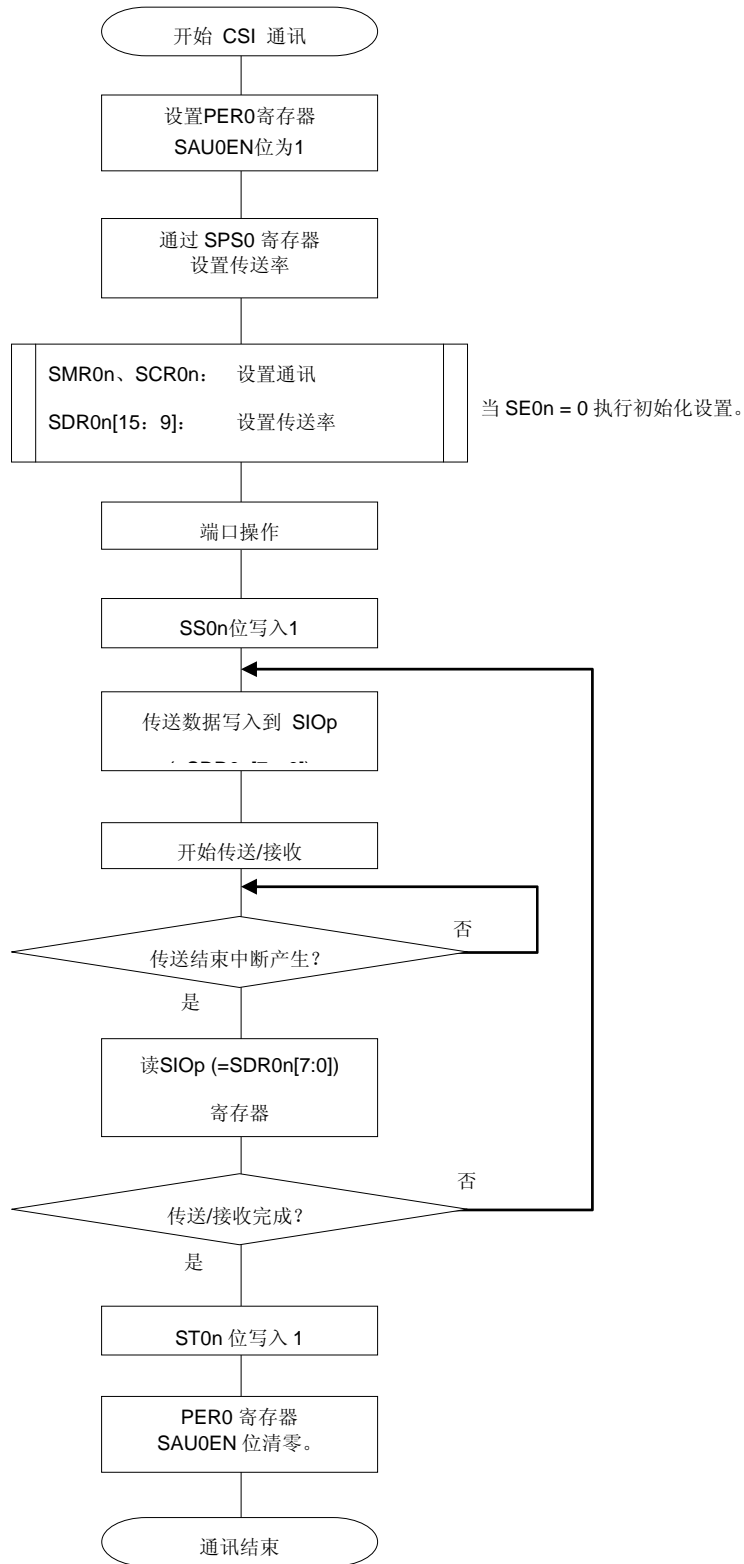 开始 CSI 通讯
设置PER0寄存器
SAU0EN位为1
通过 SPS0 寄存器
设置传送率
SMR0n、SCR0n： 设置通讯
SDR0n[15：9]： 设置传送率
当 SE0n = 0 执行初始化设置。
端口操作
SS0n位写入1
传送数据写入到 SIOp
开始传送/接收
否
传送结束中断产生？
是
读SIOp (=SDR0n[7:0])
寄存器
否
传送/接收完成？
是
ST0n 位写入 1
PER0 寄存器
SAU0EN 位清零。
通讯结束